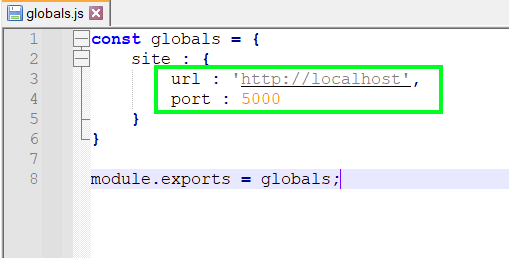 globals.js
1 const globals = {
2     site : {
3         url : 'http://localhost',
4         port : 5000
5     }
6 }
7
8 module.exports = globals;